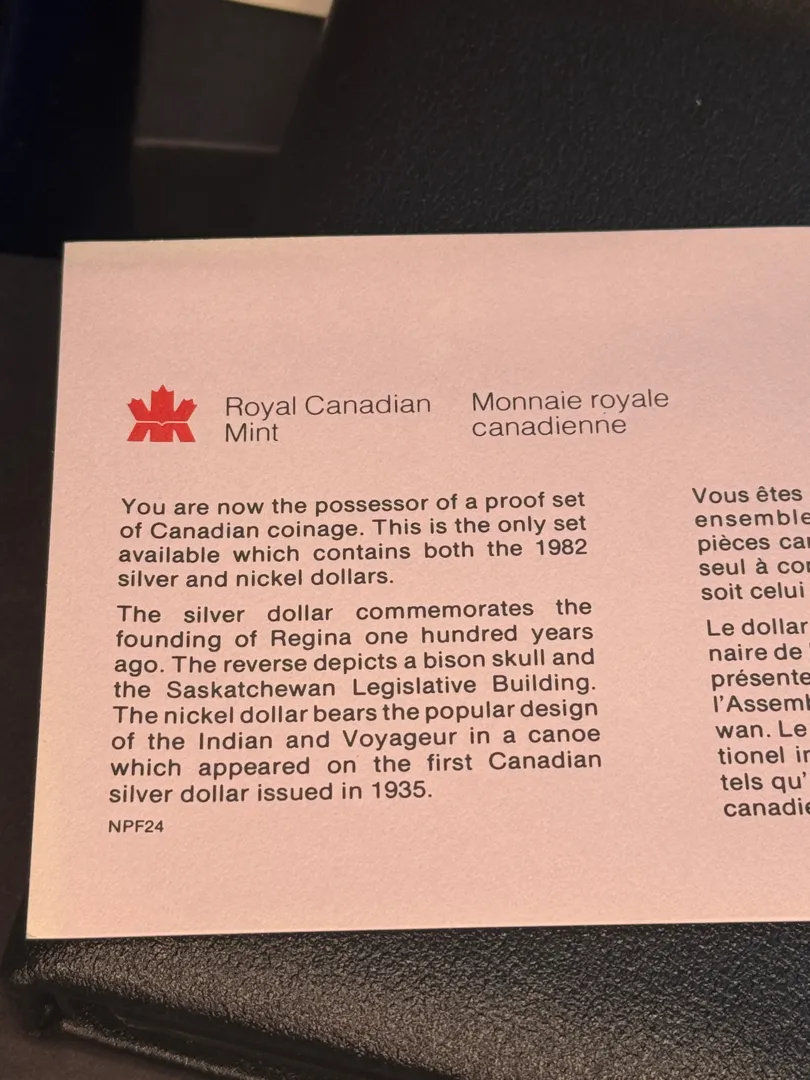 Royal Canadian
Mint
Monnaie royale
canadienne
You are now the possessor of a proof set
of Canadian coinage. This is the only set
available which contains both the 1982
silver and nickel dollars.
The silver dollar commemorates the
founding of Regina one hundred years
ago. The reverse depicts a bison skull and
the Saskatchewan Legislative Building.
The nickel dollar bears the popular design
of the Indian and Voyageur in a canoe
which appeared on the first Canadian
silver dollar issued in 1935.
NPF24
Vous êtes
ensemble
pièces
seul à
soit celui
Le dollar
naire de
présente
wan. Le
tionel
tels qu'